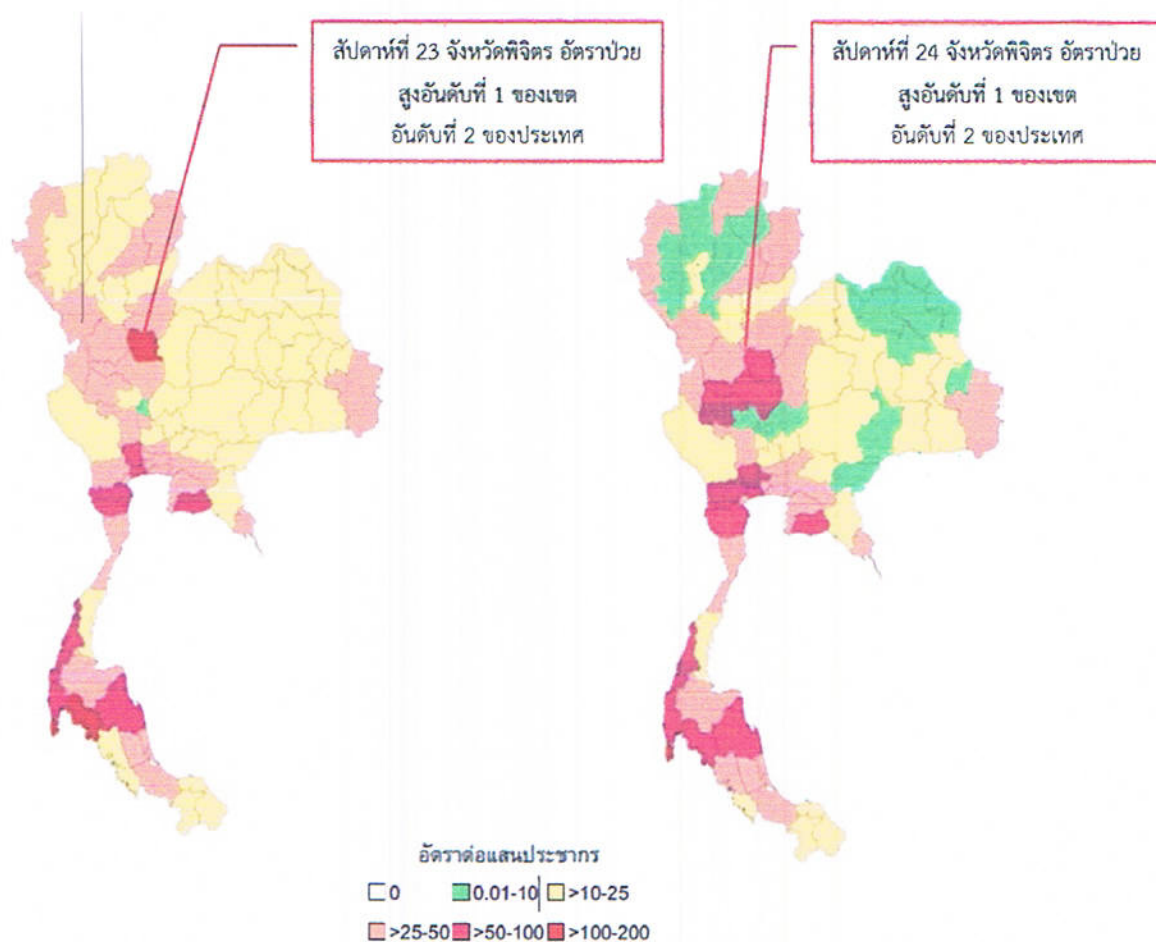 สัปดาห์ที่ 23 จังหวัดพิจิตร อัตราป่วย
สูงอันดับที่ 1 ของเขต
อันดับที่ 2 ของประเทศ
สัปดาห์ที่ 24 จังหวัดพิจิตร อัตราป่วย
สูงอันดับที่ 1 ของเขต
อันดับที่ 2 ของประเทศ
อัตราต่อแสนประชากร
0 0.01-10 >10-25
>25-50 >50-100 >100-200